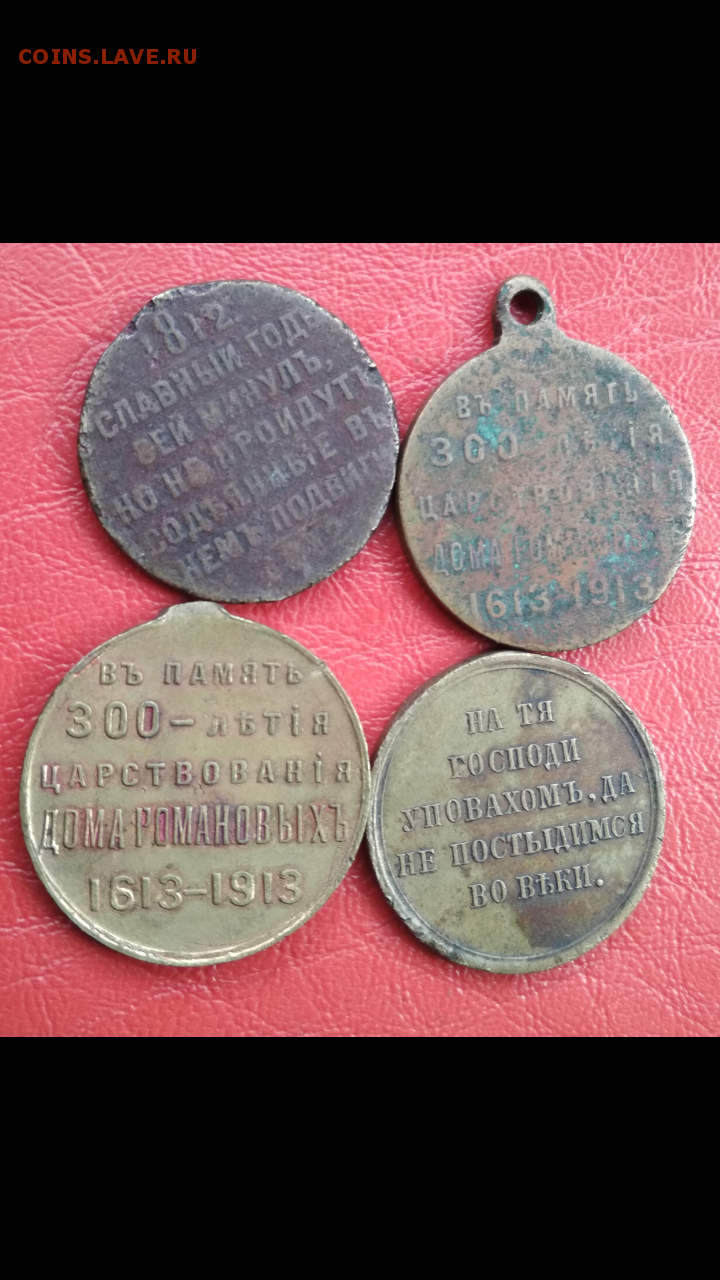 COINS.LAVE.RU
1812
СЛАВНЫЙ ГОДЪ
СЕЙ МИНУЛЪ,
НО НЕ ПРОЙДУТЪ
СОДѢЯННЫЕ ВЪ
НЕМЪ ПОДВИГИ
ВЪ ПАМЯТЬ
300 ЛѢТІЯ
ЦАРСТВОВАНІЯ
ДОМА
1613-1913
ВЪ ПАМЯТЬ
300-ЛѢТІЯ
ЦАРСТВОВАНІЯ
ДОМА РОМАНОВЫХЪ
1613-1913
НА ТЯ
ГОСПОДИ
УПОВАХОМЪ, ДА
НЕ ПОСТЫДИМСЯ
ВО ВѢКИ.